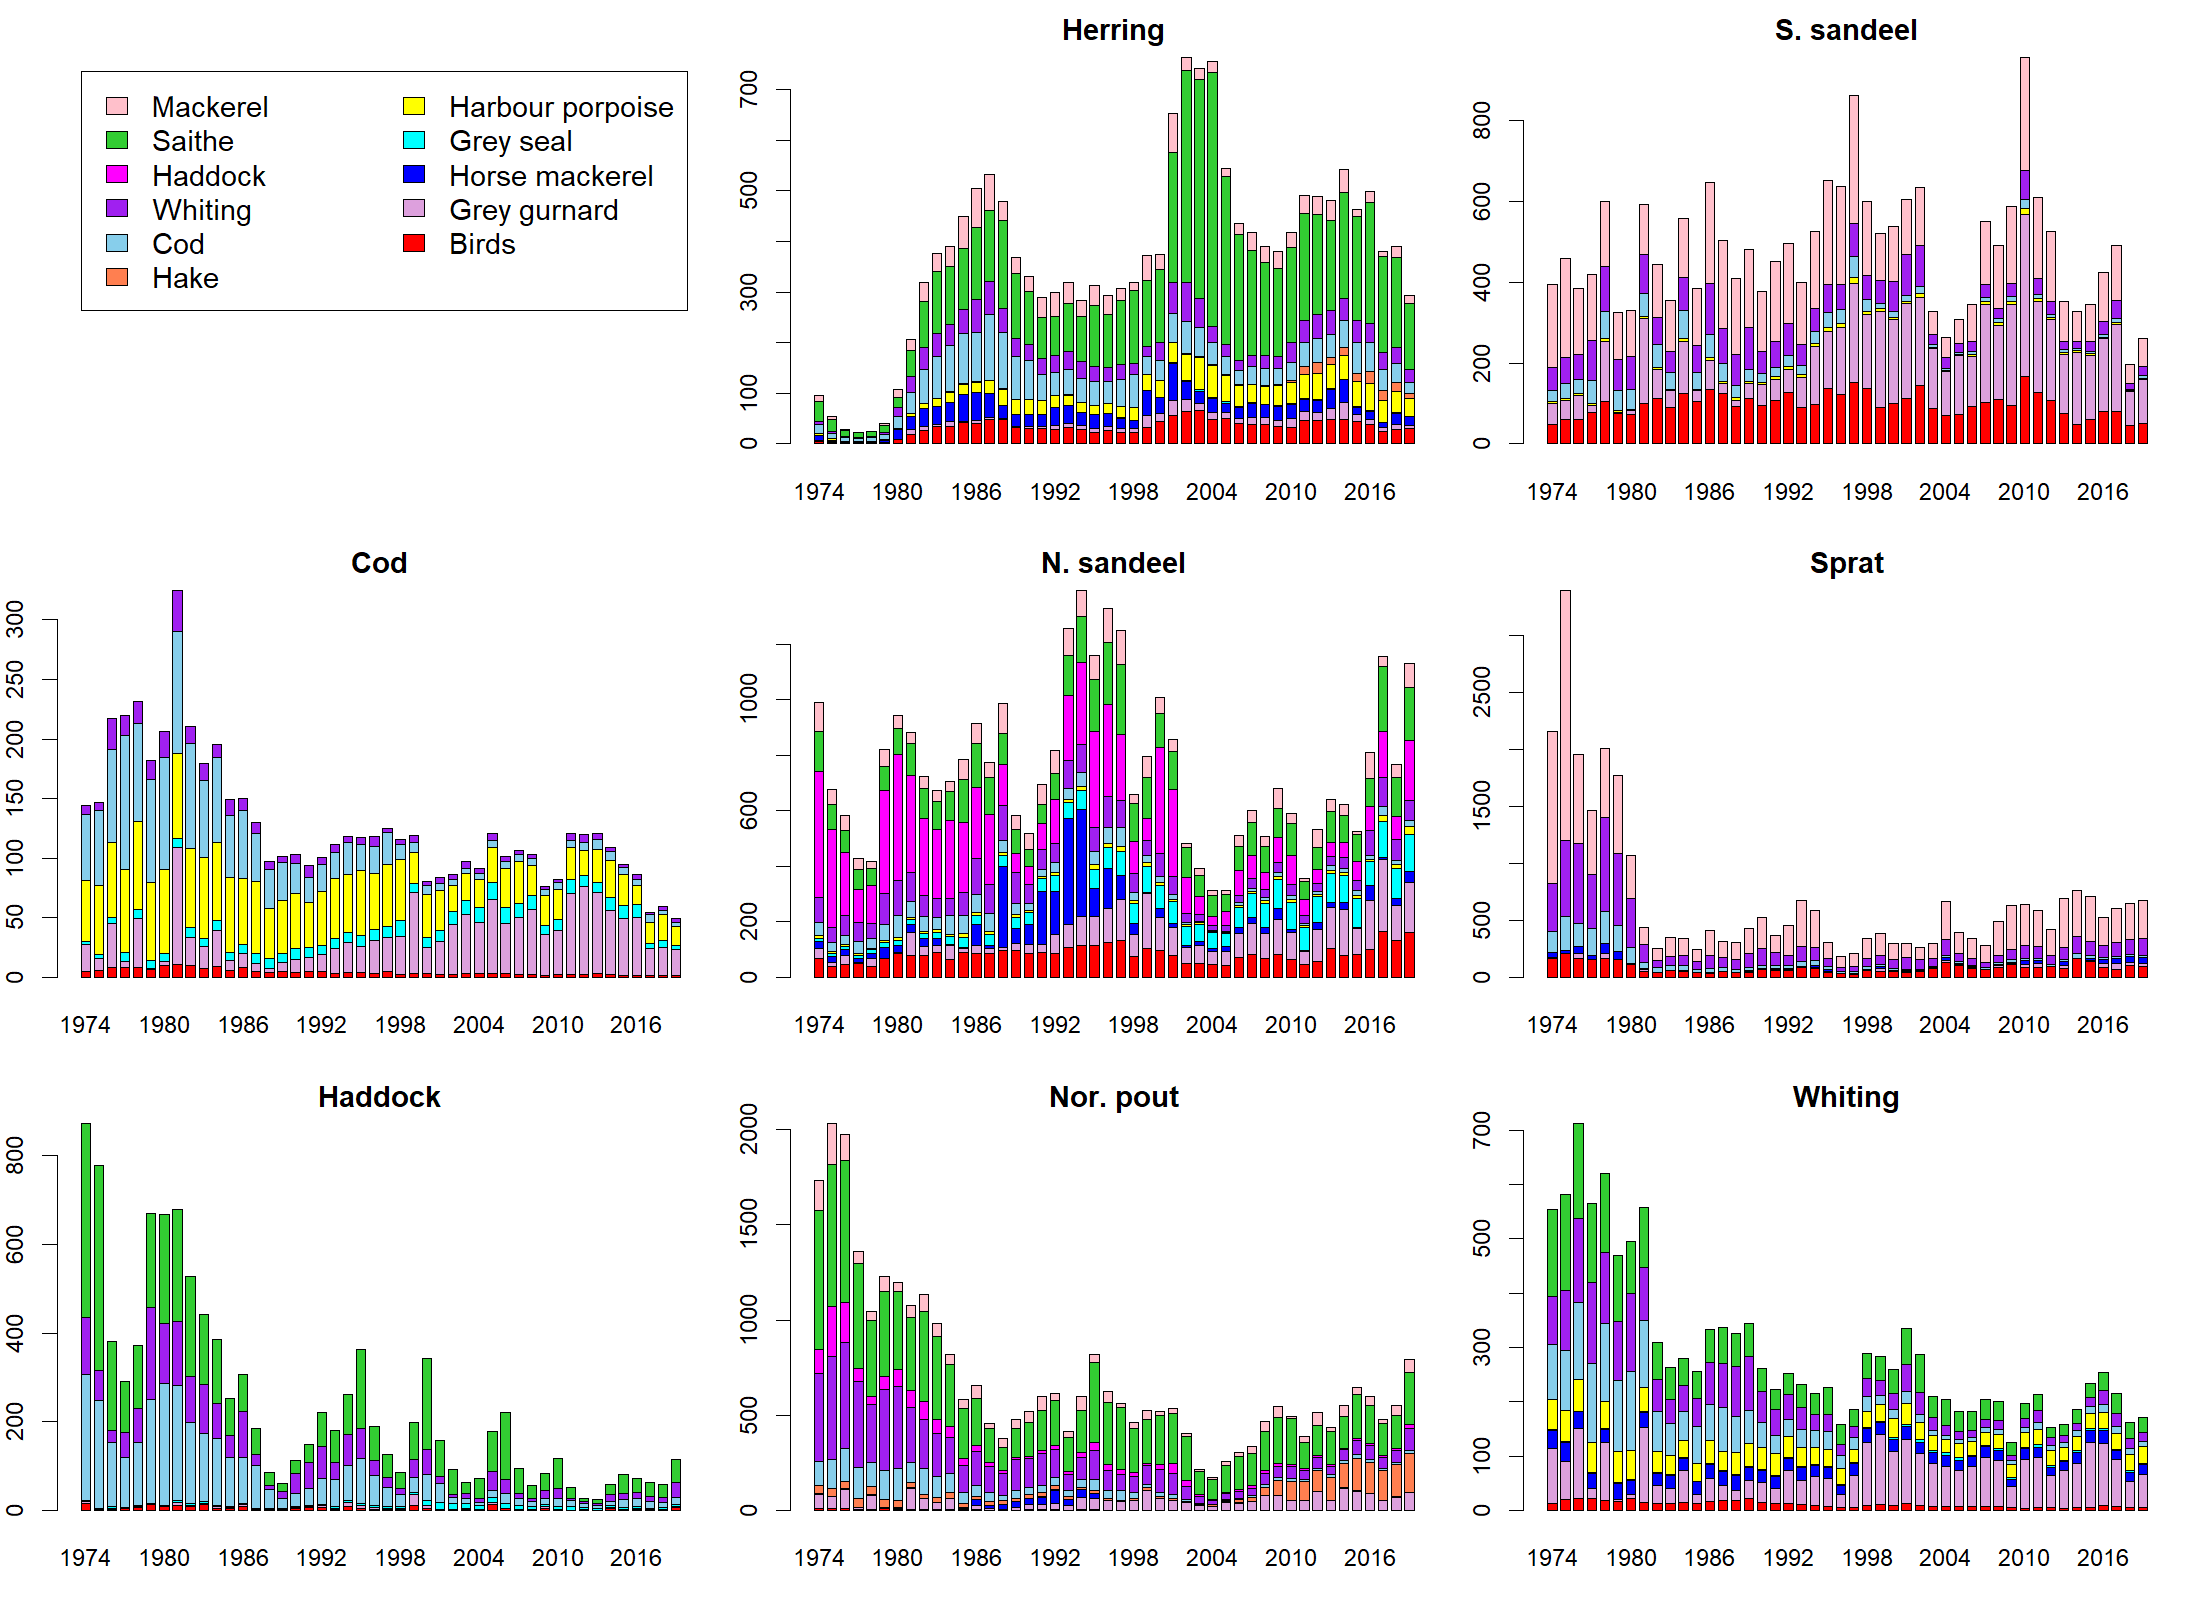 Mackerel
Saithe
Haddock
Whiting
Cod
Hake
Harbour porpoise
Grey seal
Horse mackerel
Grey gurnard
Birds
Herring
0 100 300 500 700
1974 1980 1986 1992 1998 2004 2010 2016
S. sandeel
0 200 400 600 800
1974 1980 1986 1992 1998 2004 2010 2016
Cod
0 50 100 150 200 250 300
1974 1980 1986 1992 1998 2004 2010 2016
N. sandeel
0 200 600 1000
1974 1980 1986 1992 1998 2004 2010 2016
Sprat
0 500 1500 2500
1974 1980 1986 1992 1998 2004 2010 2016
Haddock
0 200 400 600 800
1974 1980 1986 1992 1998 2004 2010 2016
Nor. pout
0 500 1000 1500 2000
1974 1980 1986 1992 1998 2004 2010 2016
Whiting
0 100 300 500 700
1974 1980 1986 1992 1998 2004 2010 2016